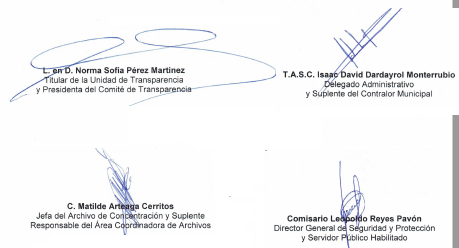 L. en D. Norma Sofía Pérez Martínez
Titular de la Unidad de Transparencia
y Presidenta del Comité de Transparencia
T.A.S.C. Isaac David Dardayrol Monterrubio
Delegado Administrativo
y Suplente del Contralor Municipal
C. Matilde Arteaga Cerritos
Jefa del Archivo de Concentración y Suplente
Responsable del Área Coordinadora de Archivos
Comisario Leopoldo Reyes Pavón
Director General de Seguridad y Protección
y Servidor Público Habilitado